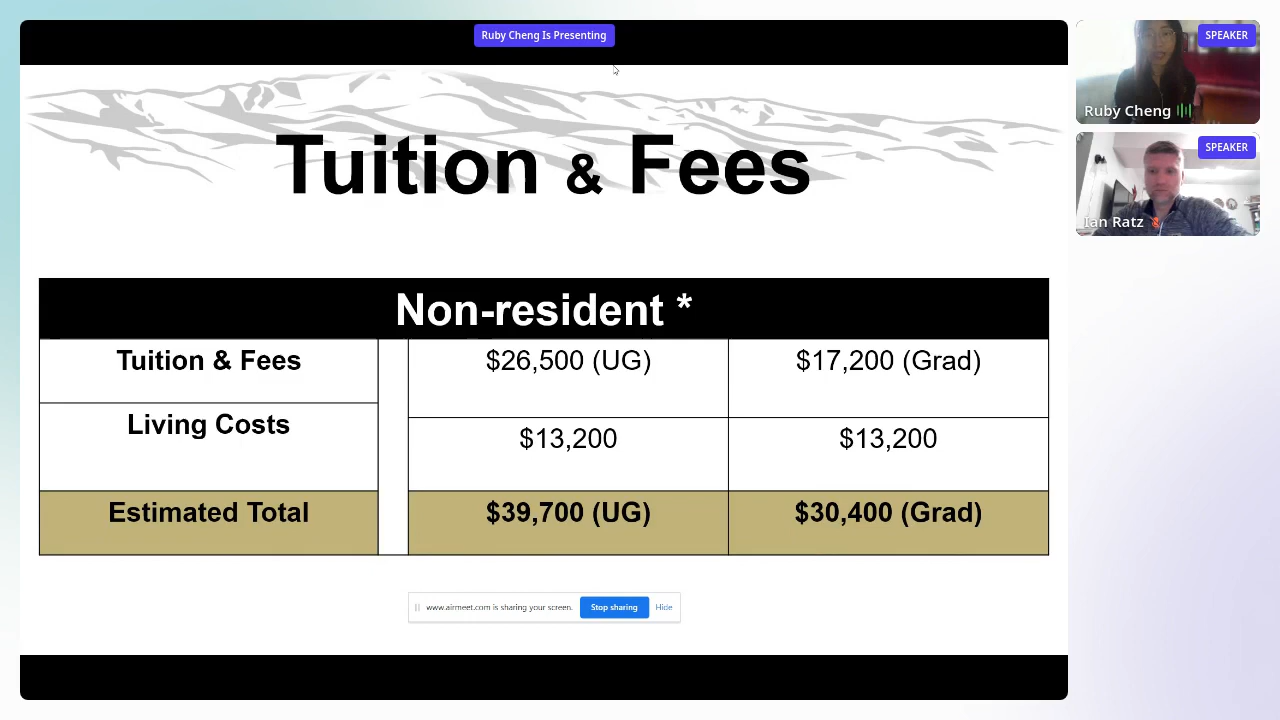 Ruby Cheng Is Presenting
SPEAKER
Ruby Cheng
SPEAKER
Ian Ratz
Tuition & Fees
Non-resident *
Tuition & Fees $26,500 (UG) $17,200 (Grad)
Living Costs $13,200 $13,200
Estimated Total $39,700 (UG) $30,400 (Grad)
www.airmeet.com is sharing your screen. Stop sharing Hide